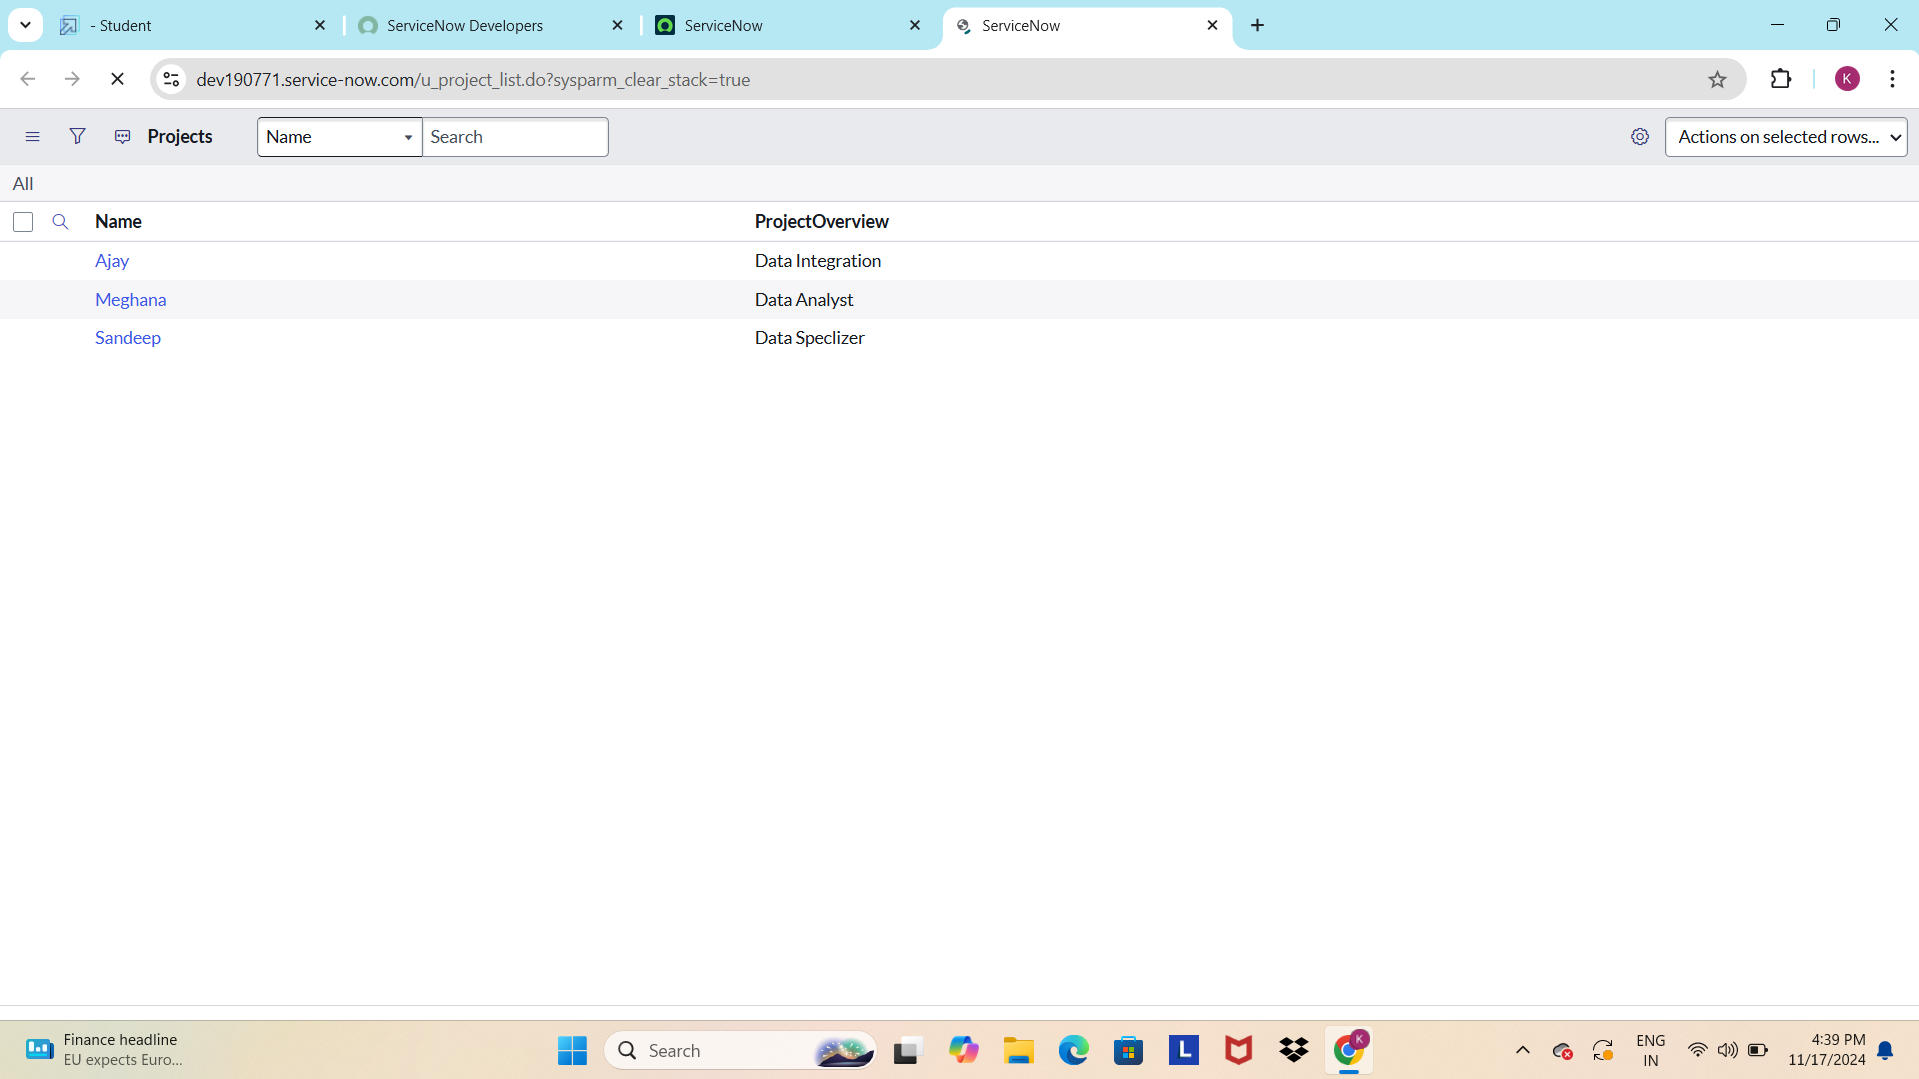 - Student
ServiceNow Developers
ServiceNow
ServiceNow
dev190771.service-now.com/u_project_list.do?sysparm_clear_stack=true
K
Projects
Name
Search
Actions on selected rows...
All
Name ProjectOverview
Ajay Data Integration
Meghana Data Analyst
Sandeep Data Speclizer
Finance headline
EU expects Euro...
Search
L
K
ENG
IN
4:39 PM
11/17/2024